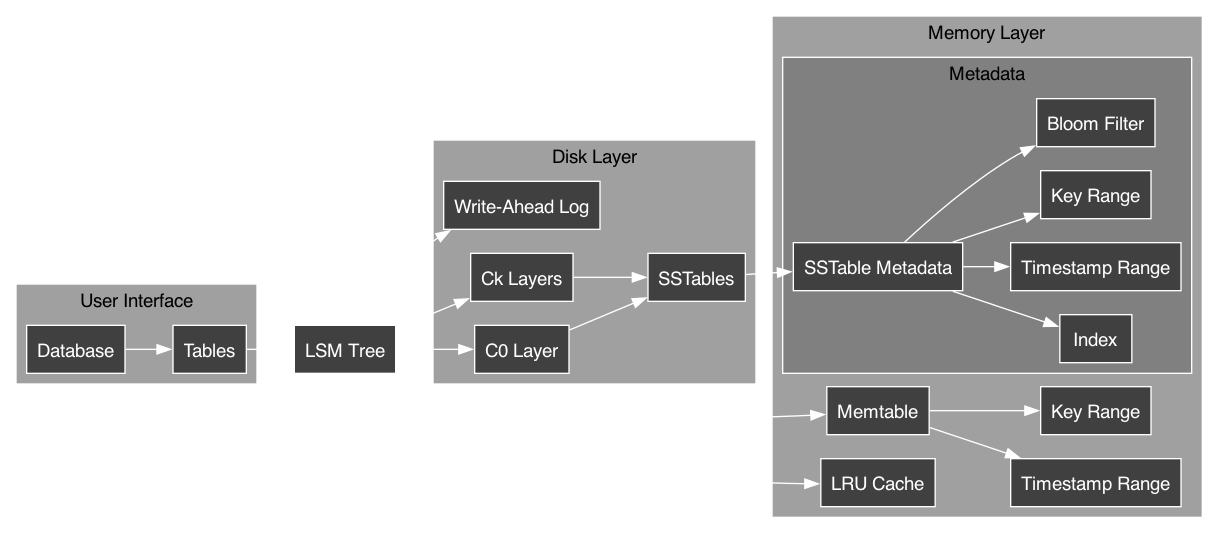 User Interface
Database
Tables
LSM Tree
Disk Layer
Write-Ahead Log
Ck Layers
C0 Layer
SSTables
Memory Layer
Metadata
SSTable Metadata
Bloom Filter
Key Range
Timestamp Range
Index
Memtable
Key Range
LRU Cache
Timestamp Range